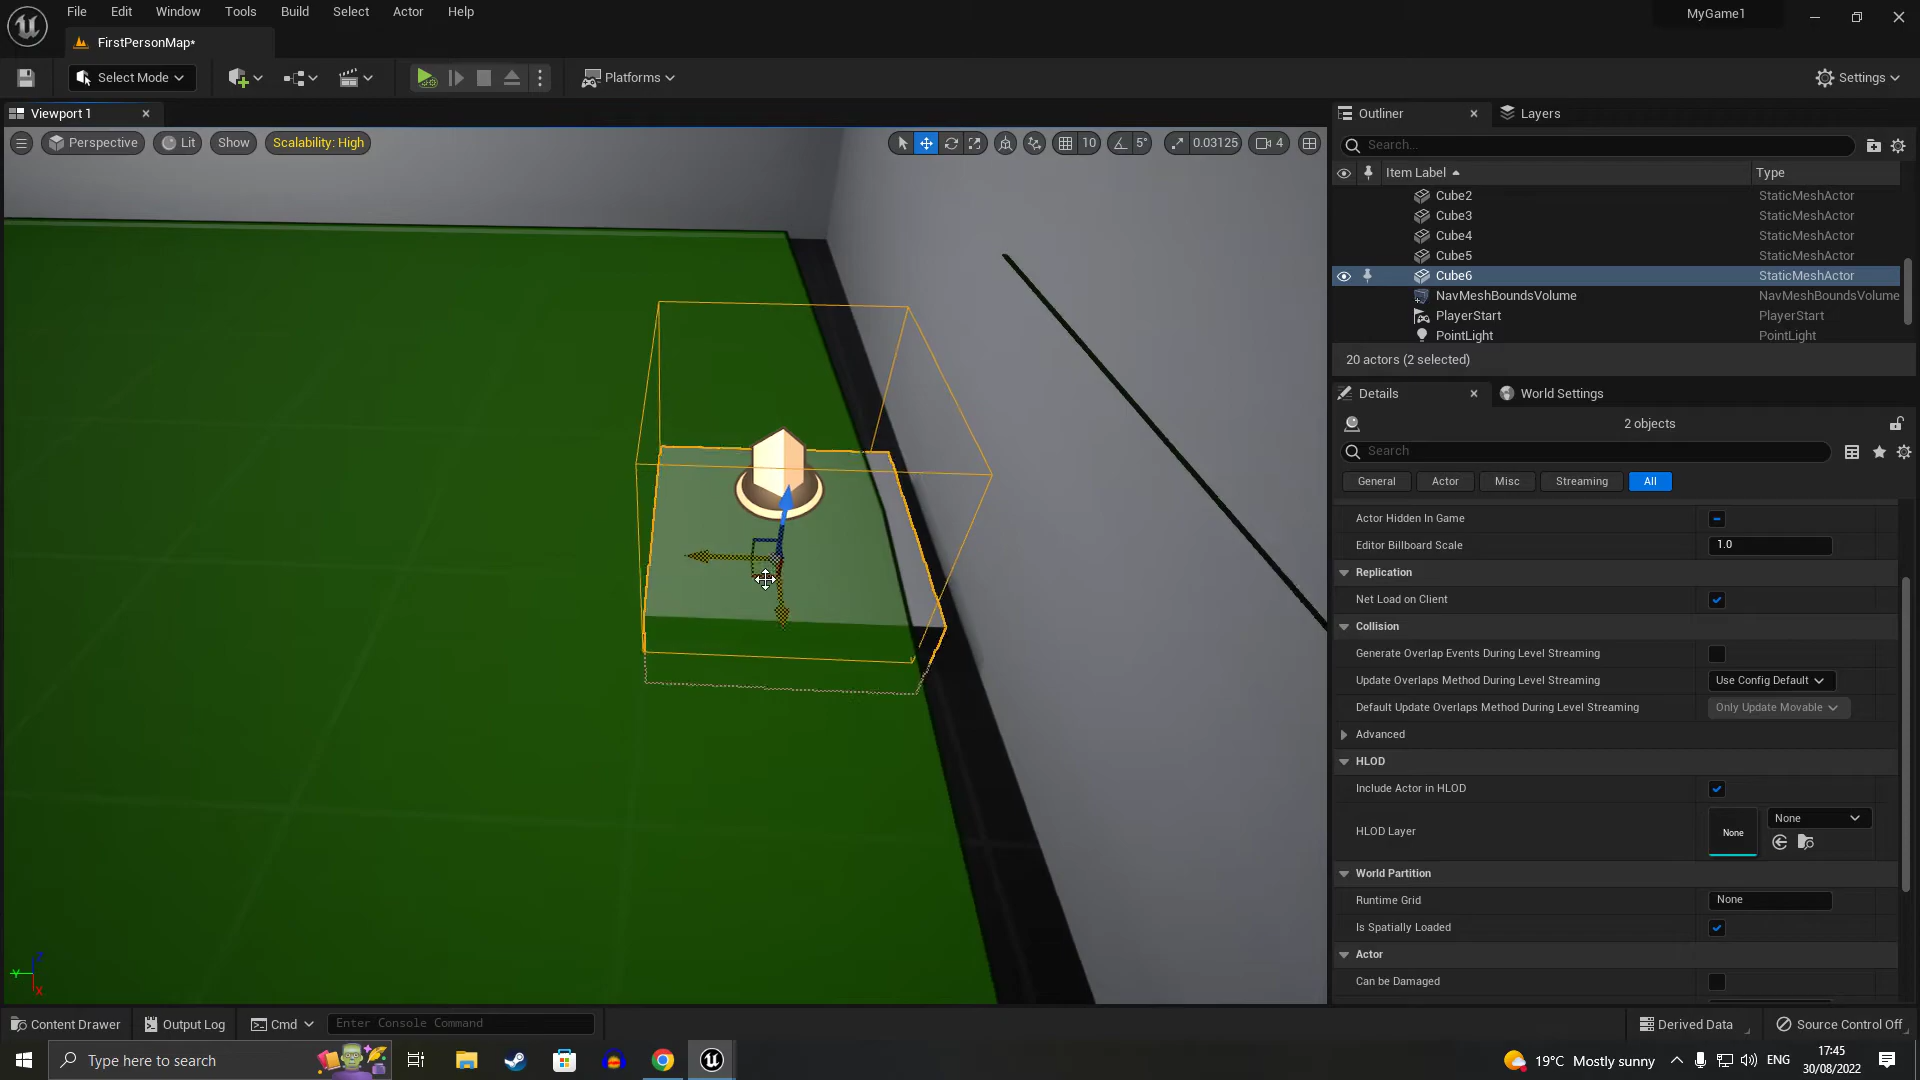 File Edit Window Tools Build Select Actor Help
MyGame1
FirstPersonMap*
Select Mode
Platforms
Settings
Viewport 1
Perspective Lit Show Scalability: High
10 5° 0.03125 4
Outliner Layers
Search...
Item Label Type
Cube2 StaticMeshActor
Cube3 StaticMeshActor
Cube4 StaticMeshActor
Cube5 StaticMeshActor
Cube6 StaticMeshActor
NavMeshBoundsVolume NavMeshBoundsVolume
PlayerStart PlayerStart
PointLight PointLight
20 actors (2 selected)
Details World Settings
2 objects
Search
General Actor Misc Streaming All
Actor Hidden In Game
Editor Billboard Scale 1.0
Replication
Net Load on Client
Collision
Generate Overlap Events During Level Streaming
Update Overlaps Method During Level Streaming Use Config Default
Default Update Overlaps Method During Level Streaming Only Update Movable
Advanced
HLOD
Include Actor in HLOD
HLOD Layer None None
World Partition
Runtime Grid None
Is Spatially Loaded
Actor
Can be Damaged
Z
Y
X
Content Drawer Output Log Cmd Enter Console Command
Derived Data Source Control Off
Type here to search
19°C Mostly sunny ENG 17:45
30/08/2022